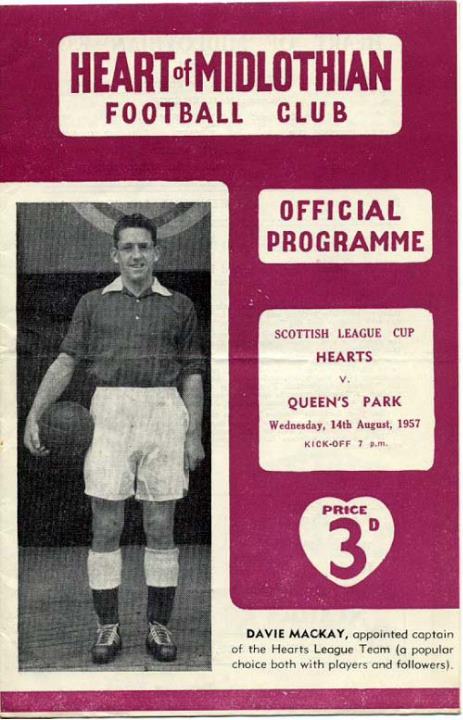 HEART of MIDLOTHIAN
FOOTBALL CLUB
OFFICIAL
PROGRAMME
SCOTTISH LEAGUE CUP
HEARTS
V.
QUEEN'S PARK
Wednesday, 14th August, 1957
KICK-OFF 7 p.m.
PRICE
3D
DAVIE MACKAY, appointed captain
of the Hearts League Team (a popular
choice both with players and followers).